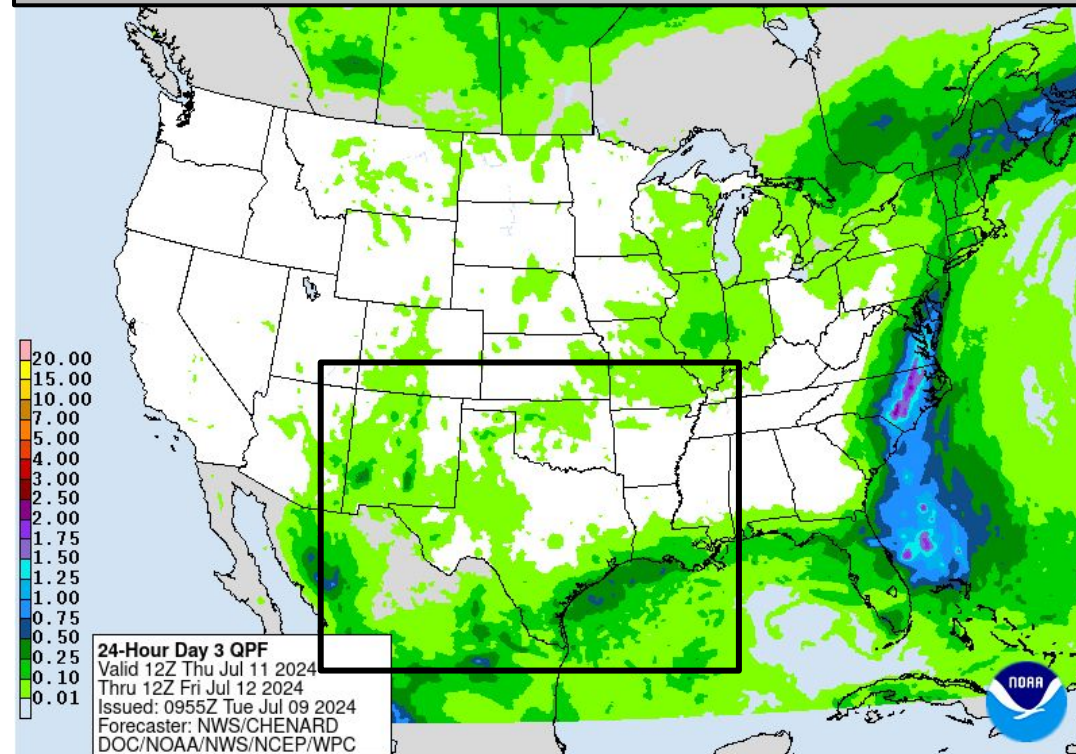 20.00
15.00
10.00
7.00
5.00
4.00
3.00
2.50
2.00
1.75
1.50
1.25
1.00
0.75
0.50
0.25
0.10
0.01
24-Hour Day 3 QPF
Valid 12Z Thu Jul 11 2024
Thru 12Z Fri Jul 12 2024
Issued: 0955Z Tue Jul 09 2024
Forecaster: NWS/CHENARD
DOC/NOAA/NWS/NCEP/WPC
NOAA